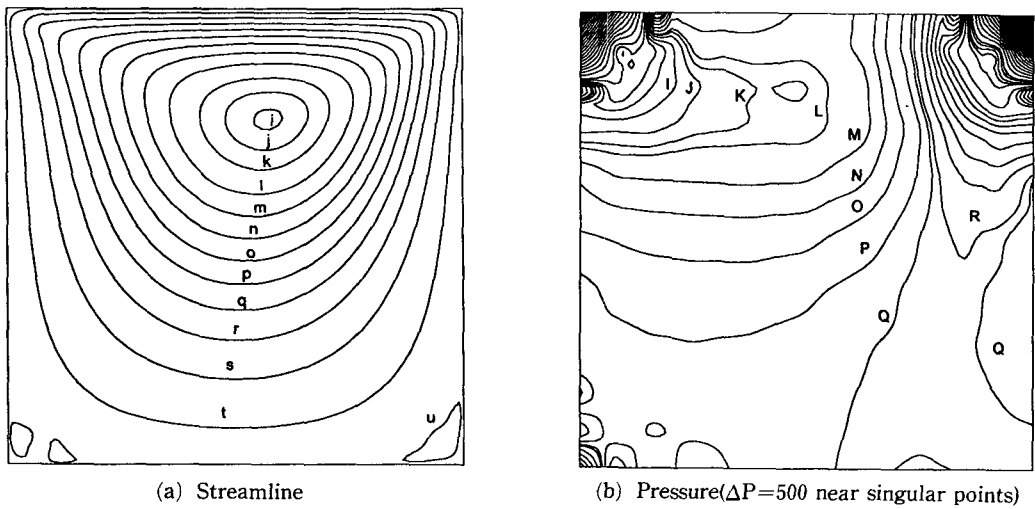 i
j
k
l
m
n
o
p
q
r
s
t
u
I
J
K
L
M
N
O
P
Q
R
Q
(a) Streamline
(b) Pressure(ΔP=500 near singular points)